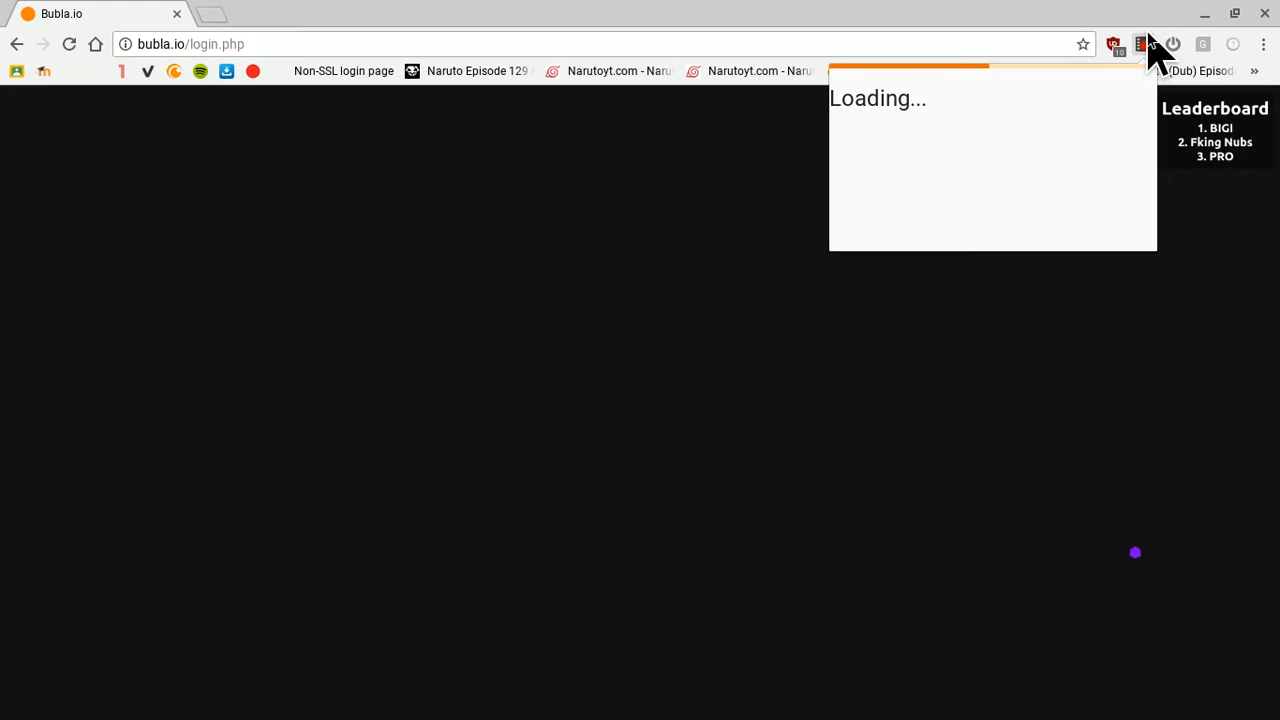 Bubla.io
bubla.io/login.php
10
G
Non-SSL login page
Naruto Episode 129
Narutoyt.com - Naru
Narutoyt.com - Naru
(Dub) Episod
»
Loading...
Leaderboard
1. BIGI
2. Fking Nubs
3. PRO